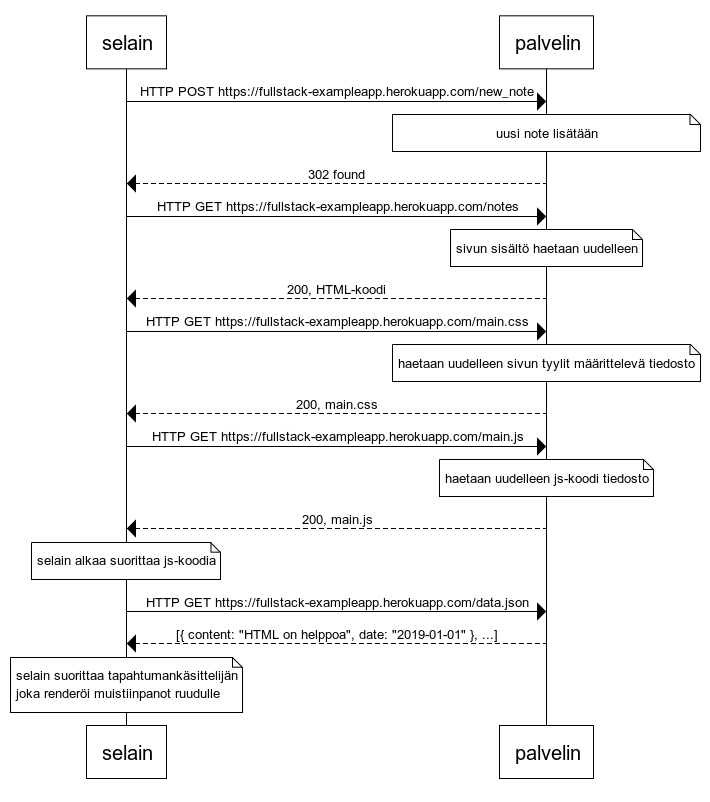 selain
palvelin
HTTP POST https://fullstack-exampleapp.herokuapp.com/new_note
uusi note lisätään
302 found
HTTP GET https://fullstack-exampleapp.herokuapp.com/notes
sivun sisältö haetaan uudelleen
200, HTML-koodi
HTTP GET https://fullstack-exampleapp.herokuapp.com/main.css
haetaan uudelleen sivun tyylit määrittelevä tiedosto
200, main.css
HTTP GET https://fullstack-exampleapp.herokuapp.com/main.js
haetaan uudelleen js-koodi tiedosto
200, main.js
selain alkaa suorittaa js-koodia
HTTP GET https://fullstack-exampleapp.herokuapp.com/data.json
[{ content: "HTML on helppoa", date: "2019-01-01" }, ...]
selain suorittaa tapahtumankäsittelijän
joka renderöi muistiinpanot ruudulle
selain
palvelin